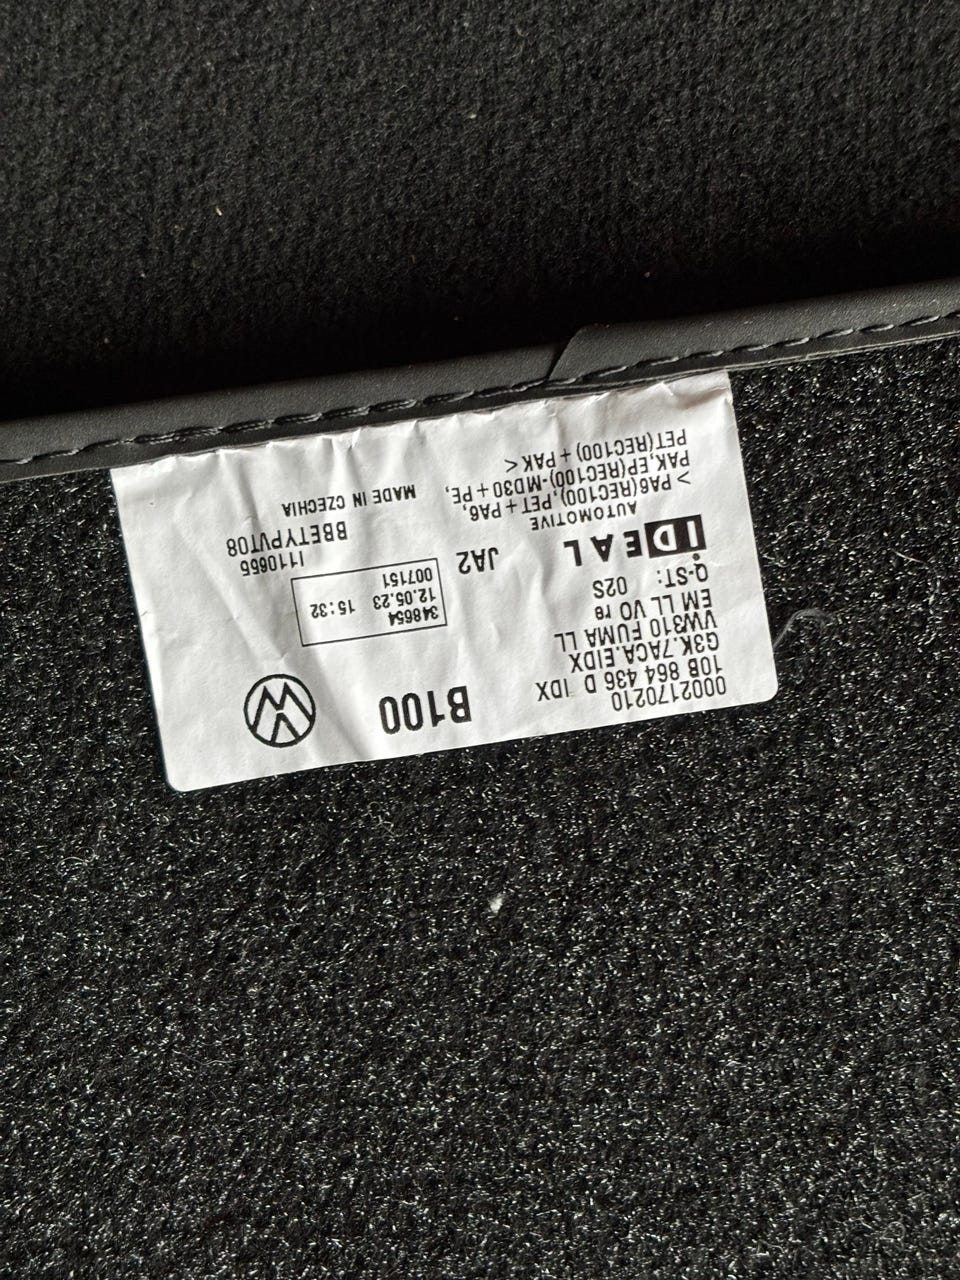 0002170210
10B 864 436 D IDX
G3K.7ACA.EIDX
VW310 FUMA LL
EM LL VO re
Q-ST: 02S
B100
348654
12.05.23 15:32
007151
IDEAL
AUTOMOTIVE
JA2
1110655
BBETYPVT08
MADE IN CZECHIA
> PA6(REC100),PET + PA6,
PAK,EP(REC100)-MD30 + PE,
PET(REC100) + PAK <